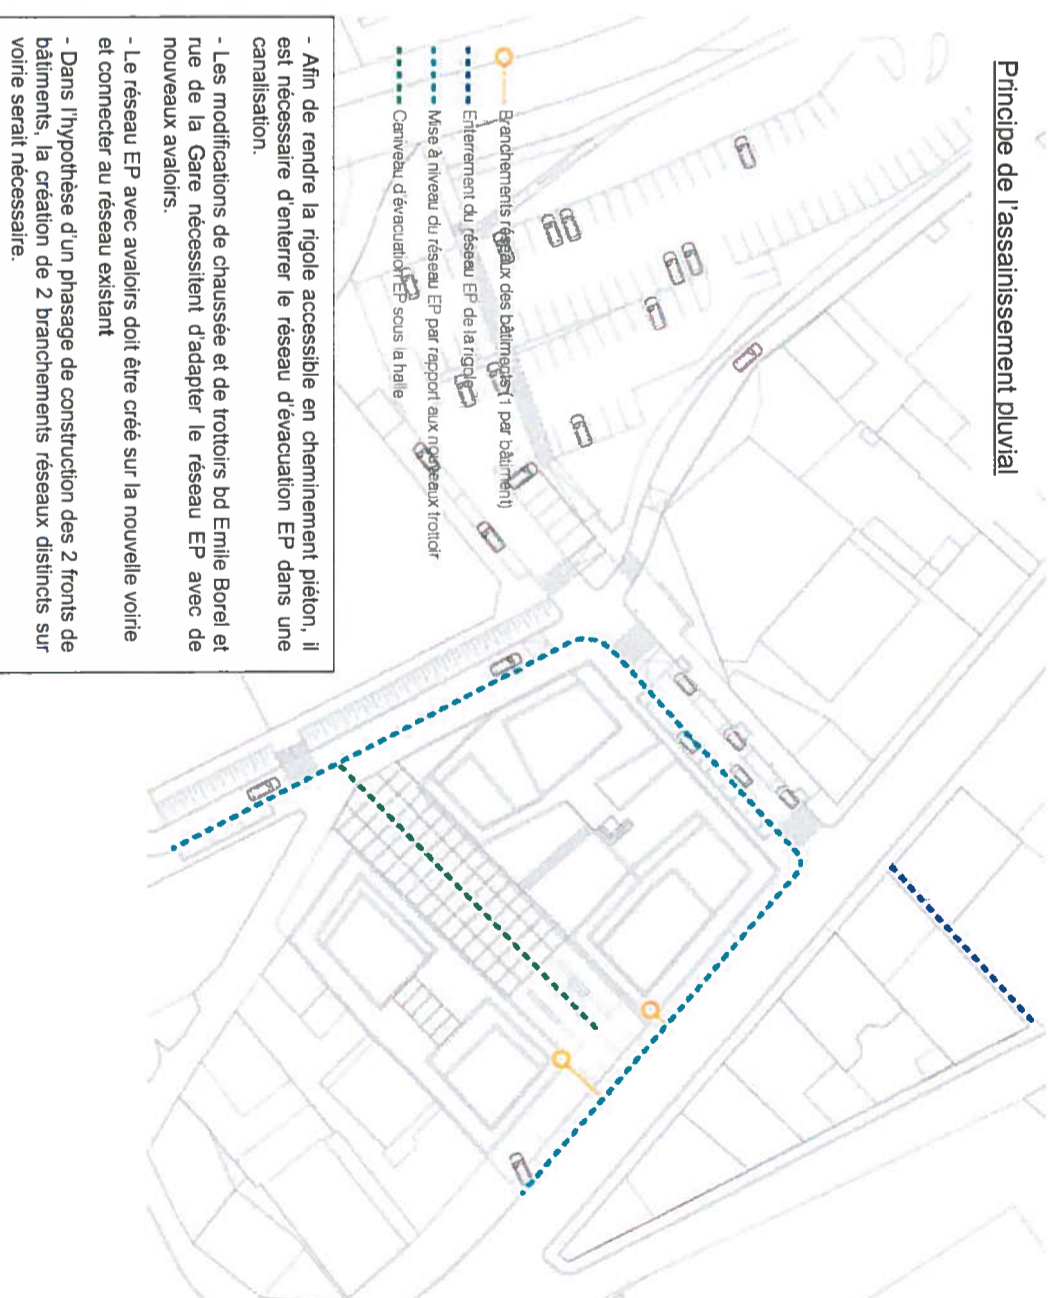 Principe de l'assainissement pluvial
Branchements réseaux des bâtiments (1 par bâtiment)
Enterrement du réseau EP de la rigole
Mise à niveau du réseau EP par rapport aux nouveaux trottoir
Caniveau d'évacuation EP sous la halle
- Afin de rendre la rigole accessible en cheminement piéton, il
est nécessaire d'enterrer le réseau d'évacuation EP dans une
canalisation.
- Les modifications de chaussée et de trottoirs bd Emile Borel et
rue de la Gare nécessitent d'adapter le réseau EP avec de
nouveaux avaloirs.
- Le réseau EP avec avaloirs doit être créé sur la nouvelle voirie
et connecter au réseau existant
- Dans l'hypothèse d'un phasage de construction des 2 fronts de
bâtiments, la création de 2 branchements réseaux distincts sur
voirie serait nécessaire.